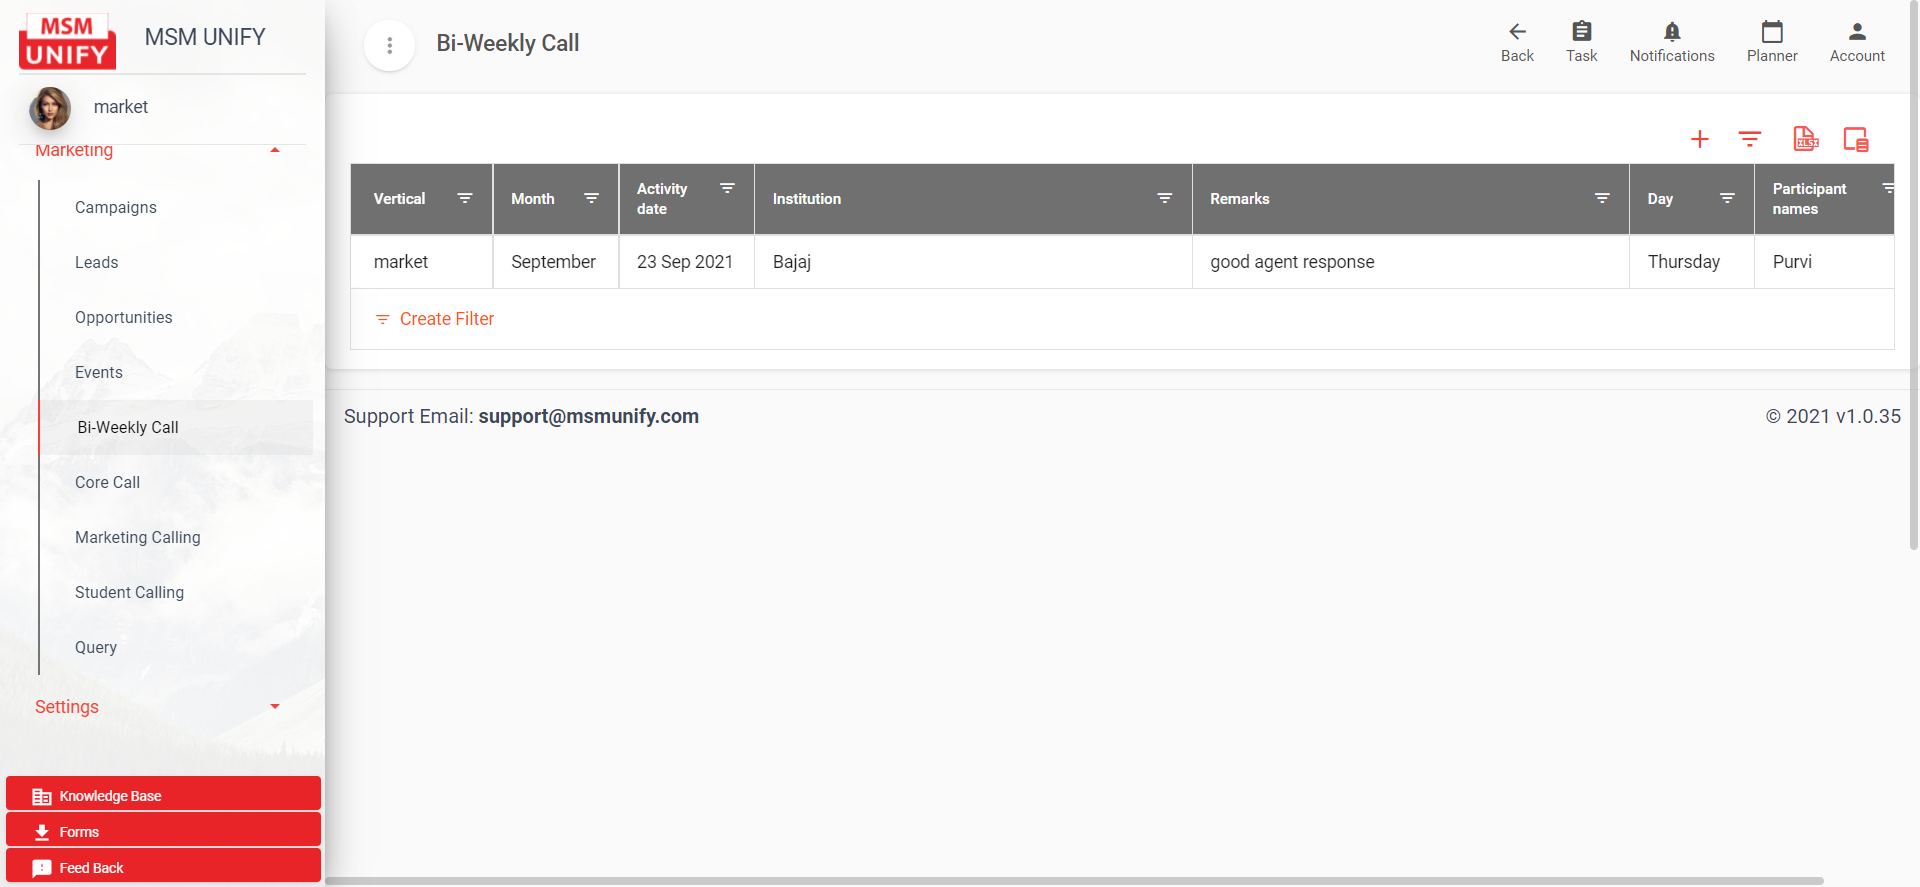 MSM
UNIFY
MSM UNIFY
market
Marketing
Campaigns
Leads
Opportunities
Events
Bi-Weekly Call
Core Call
Marketing Calling
Student Calling
Query
Settings
Knowledge Base
Forms
Feed Back
Bi-Weekly Call
Back
Task
Notifications
Planner
Account
XLSX
Vertical
Month
Activity
date
Institution
Remarks
Day
Participant
names
market
September
23 Sep 2021
Bajaj
good agent response
Thursday
Purvi
Create Filter
Support Email: support@msmunify.com
© 2021 v1.0.35